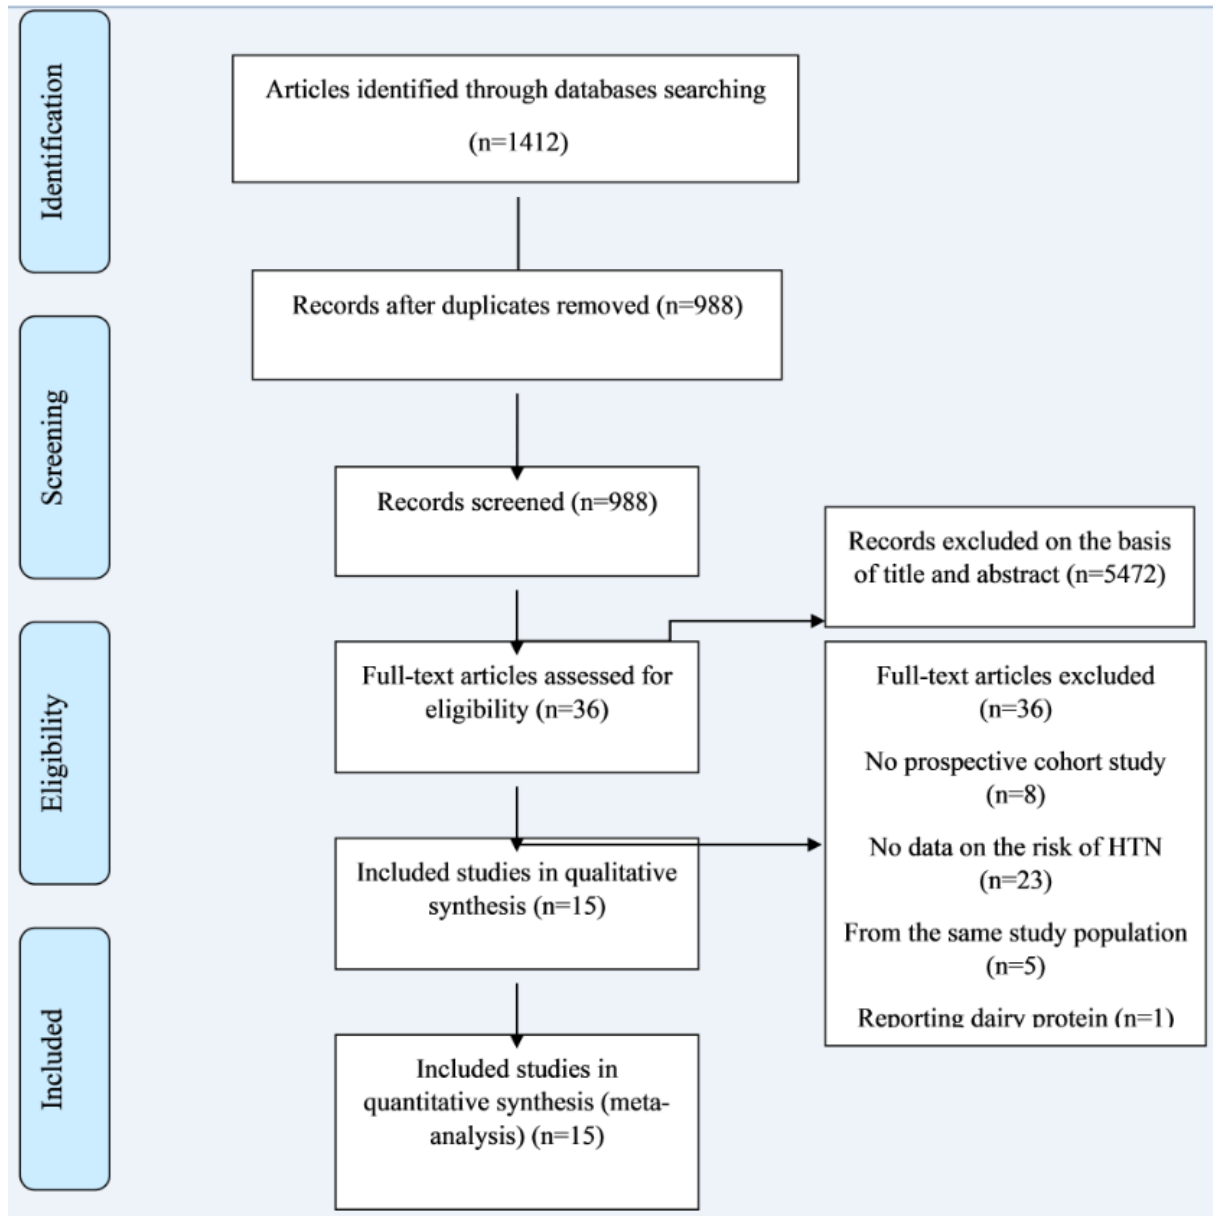 Identification
Articles identified through databases searching
(n=1412)
Records after duplicates removed (n=988)
Screening
Records screened (n=988)
Records excluded on the basis
of title and abstract (n=5472)
Eligibility
Full-text articles assessed for
eligibility (n=36)
Full-text articles excluded
(n=36)
No prospective cohort study
(n=8)
No data on the risk of HTN
(n=23)
From the same study population
(n=5)
Reporting dairy protein (n=1)
Included studies in qualitative
synthesis (n=15)
Included
Included studies in
quantitative synthesis (meta-
analysis) (n=15)